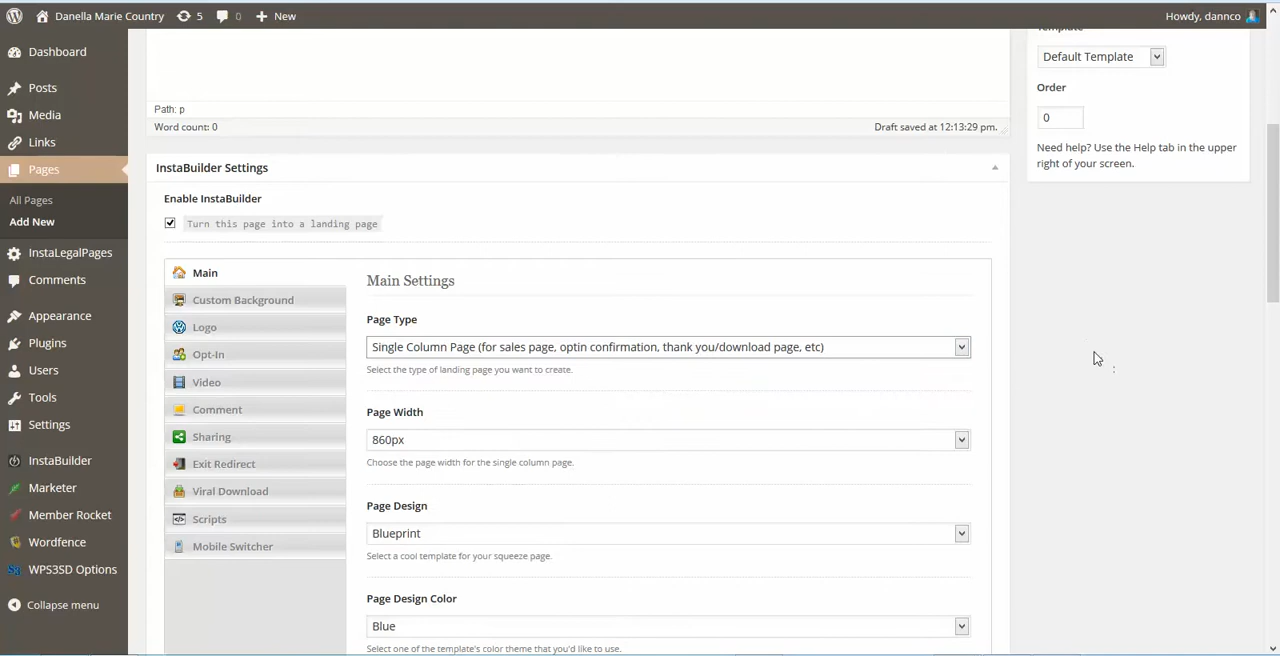 Danella Marie Country
5
0
New
Howdy, dannco
Dashboard
Posts
Media
Links
Pages
All Pages
Add New
InstaLegalPages
Comments
Appearance
Plugins
Users
Tools
Settings
InstaBuilder
Marketer
Member Rocket
Wordfence
WPS3SD Options
Collapse menu
Path: p
Word count: 0
Draft saved at 12:13:29 pm.
InstaBuilder Settings
Enable InstaBuilder
Turn this page into a landing page
Main
Custom Background
Logo
Opt-In
Video
Comment
Sharing
Exit Redirect
Viral Download
Scripts
Mobile Switcher
Main Settings
Page Type
Single Column Page (for sales page, optin confirmation, thank you/download page, etc)
Select the type of landing page you want to create.
Page Width
860px
Choose the page width for the single column page.
Page Design
Blueprint
Select a cool template for your squeeze page.
Page Design Color
Blue
Select one of the template's color theme that you'd like to use.
Template
Default Template
Order
0
Need help? Use the Help tab in the upper
right of your screen.